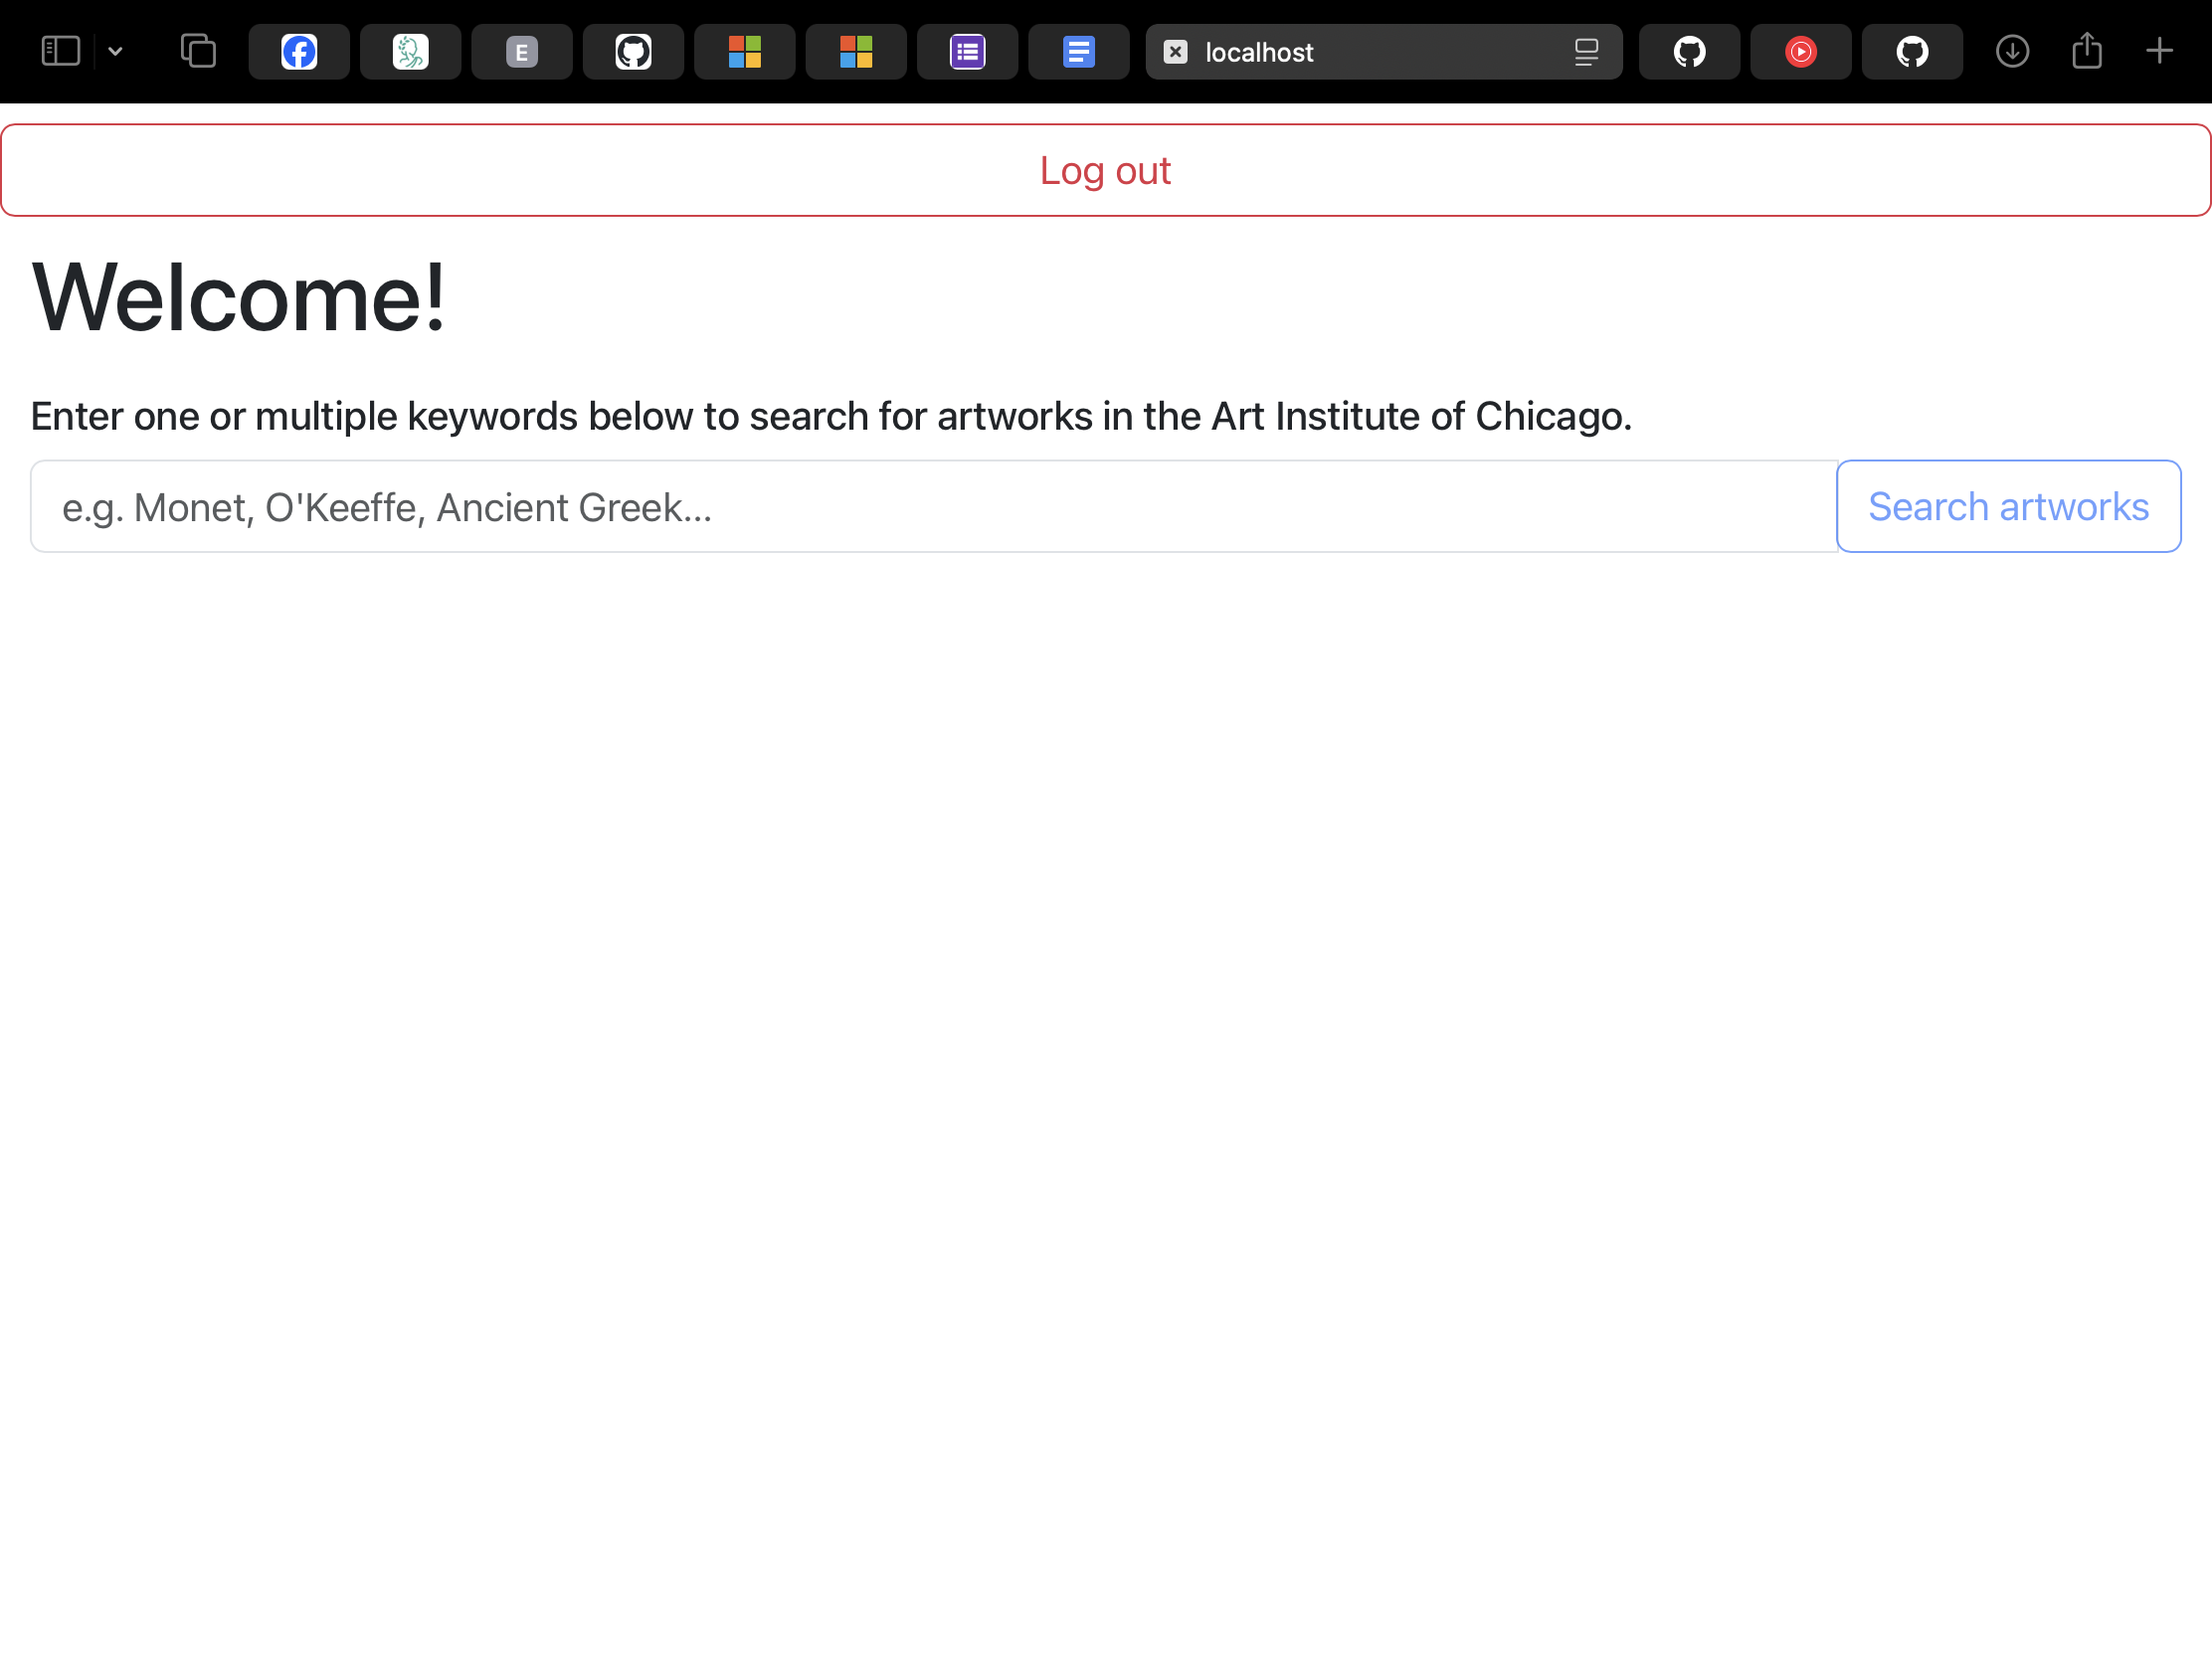 E
localhost
Log out
Welcome!
Enter one or multiple keywords below to search for artworks in the Art Institute of Chicago.
e.g. Monet, O'Keeffe, Ancient Greek...
Search artworks